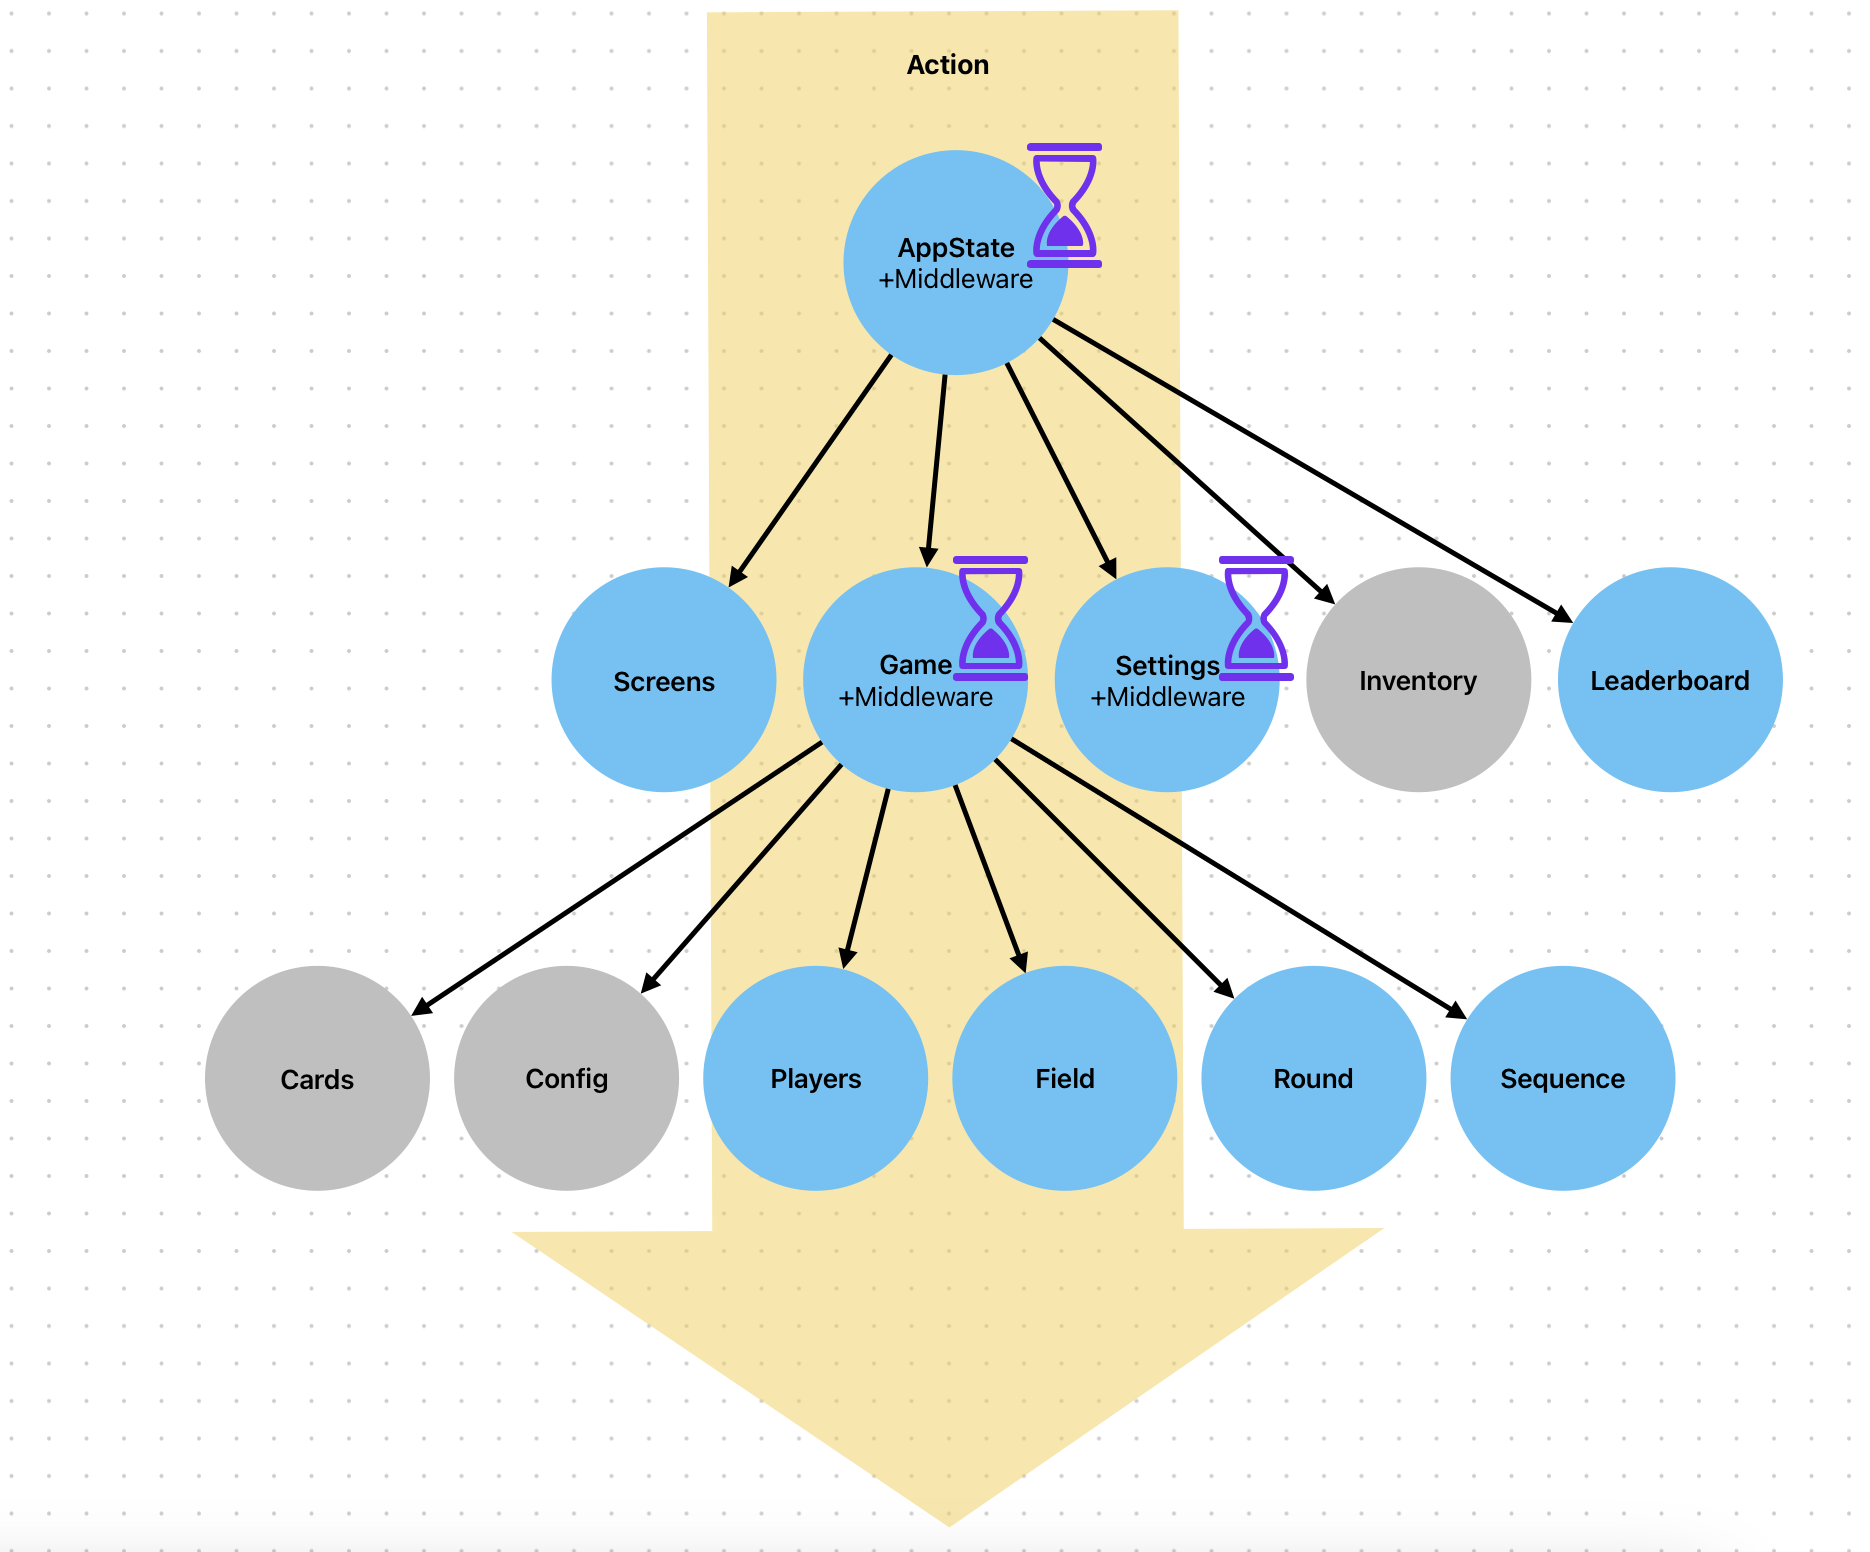 Action
AppState
+Middleware
Screens
Game
+Middleware
Settings
+Middleware
Inventory
Leaderboard
Cards
Config
Players
Field
Round
Sequence